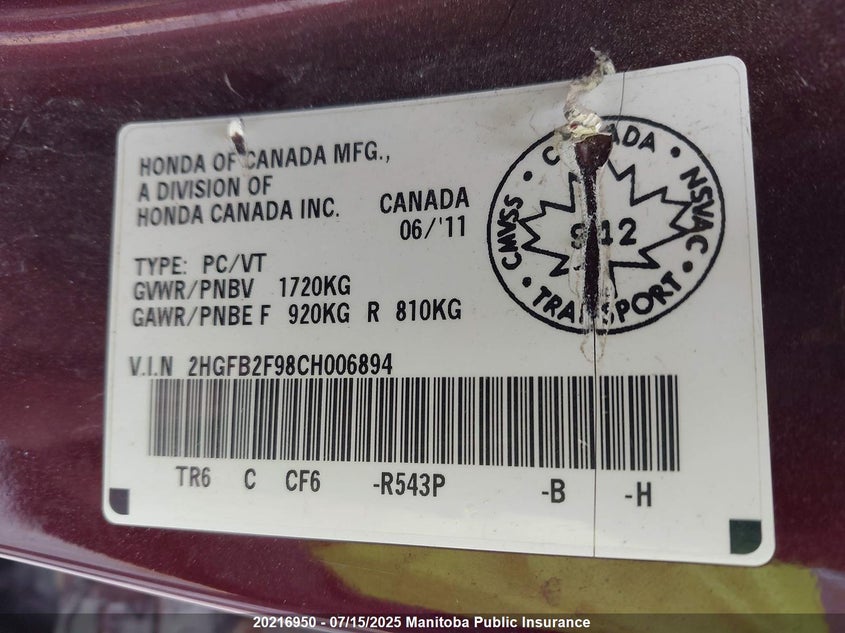 HONDA OF CANADA MFG.,
A DIVISION OF
HONDA CANADA INC.
CANADA
06/'11
TYPE: PC/VT
GVWR/PNBV 1720KG
GAWR/PNBE F 920KG R 810KG
CANADA • NSVAC • TRANSPORT • CMVSS •
V.I.N 2HGFB2F98CH006894
TR6 C CF6 -R543P -B -H
20216950 - 07/15/2025 Manitoba Public Insurance